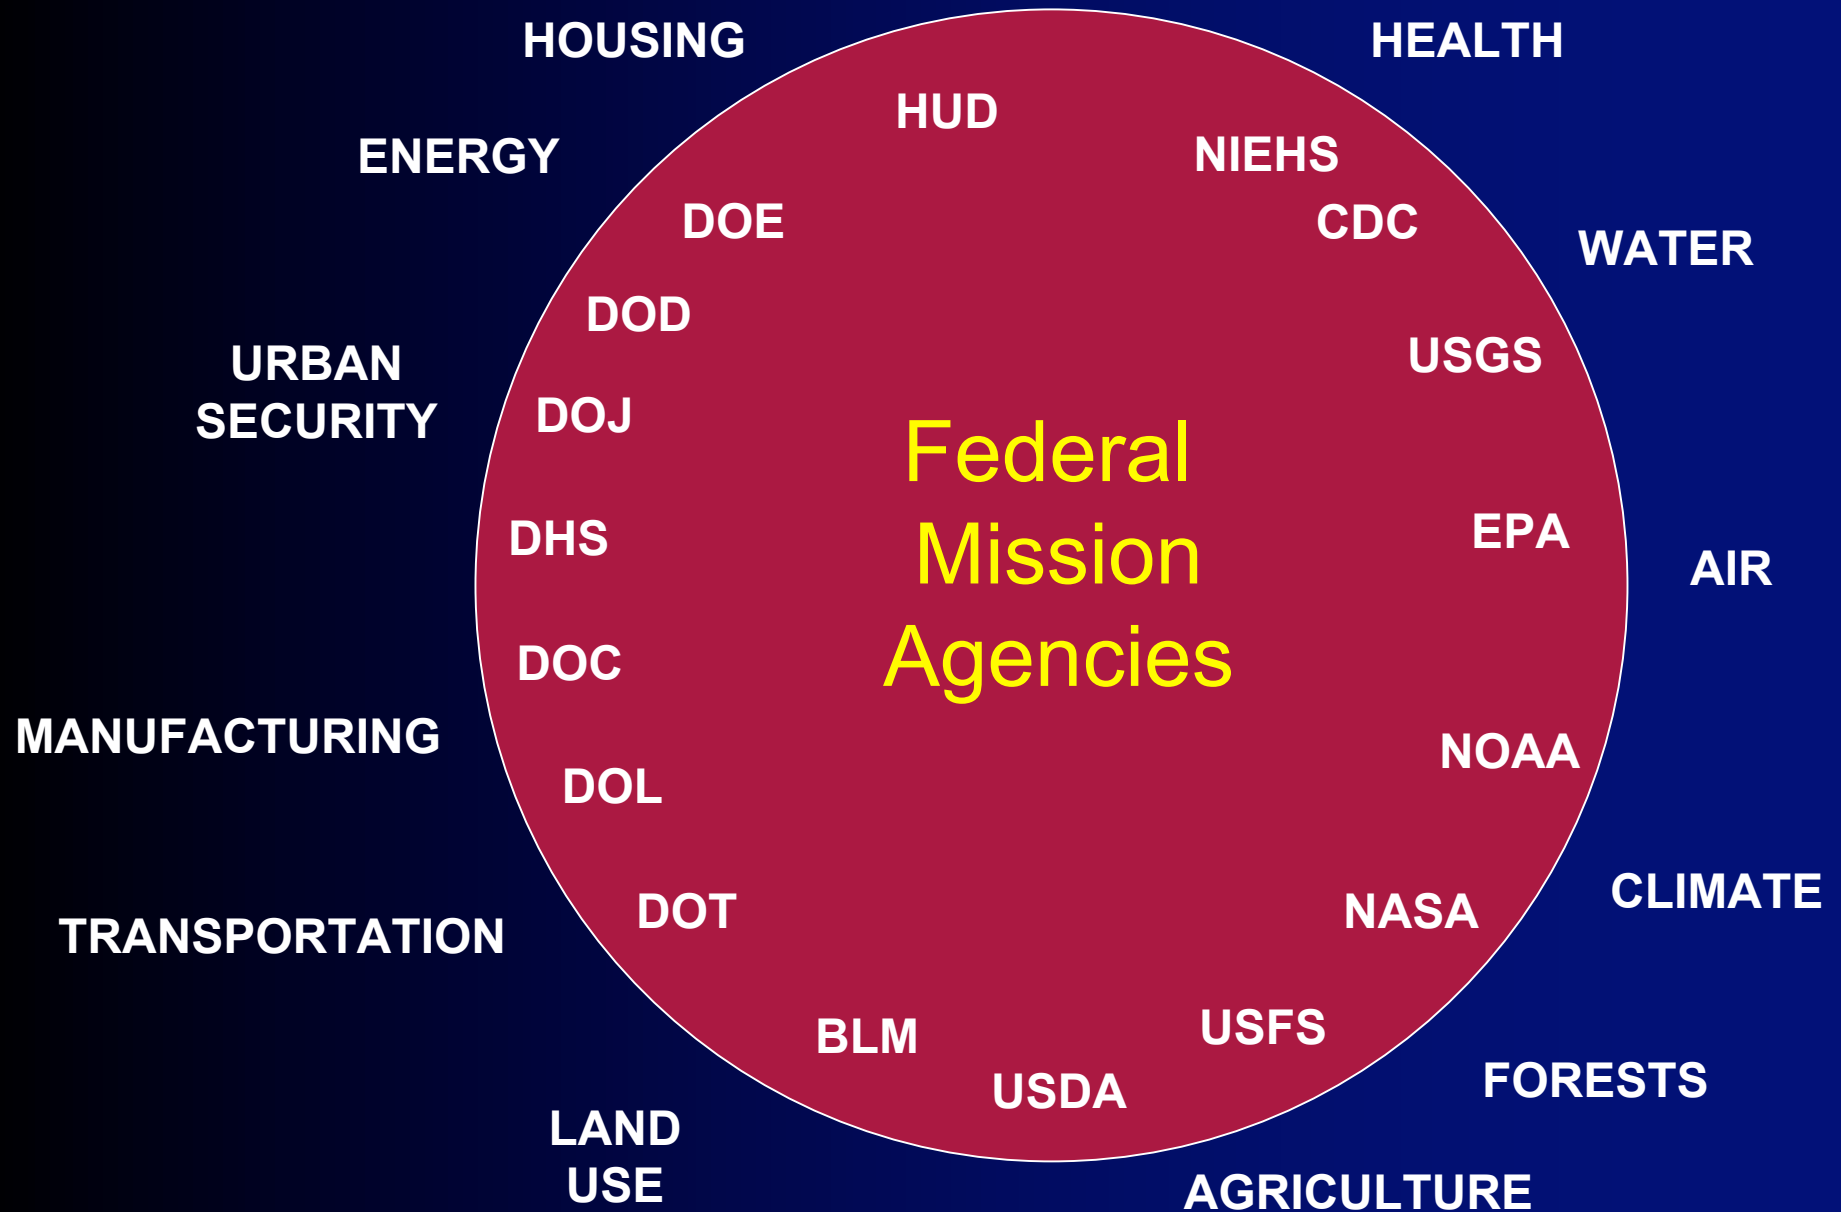 HOUSING
HEALTH
HUD
ENERGY
NIEHS
DOE
CDC
WATER
DOD
URBAN
SECURITY
USGS
DOJ
Federal
Mission
Agencies
DHS
EPA
AIR
DOC
MANUFACTURING
NOAA
DOL
CLIMATE
DOT
NASA
TRANSPORTATION
BLM
USFS
USDA
FORESTS
LAND
USE
AGRICULTURE